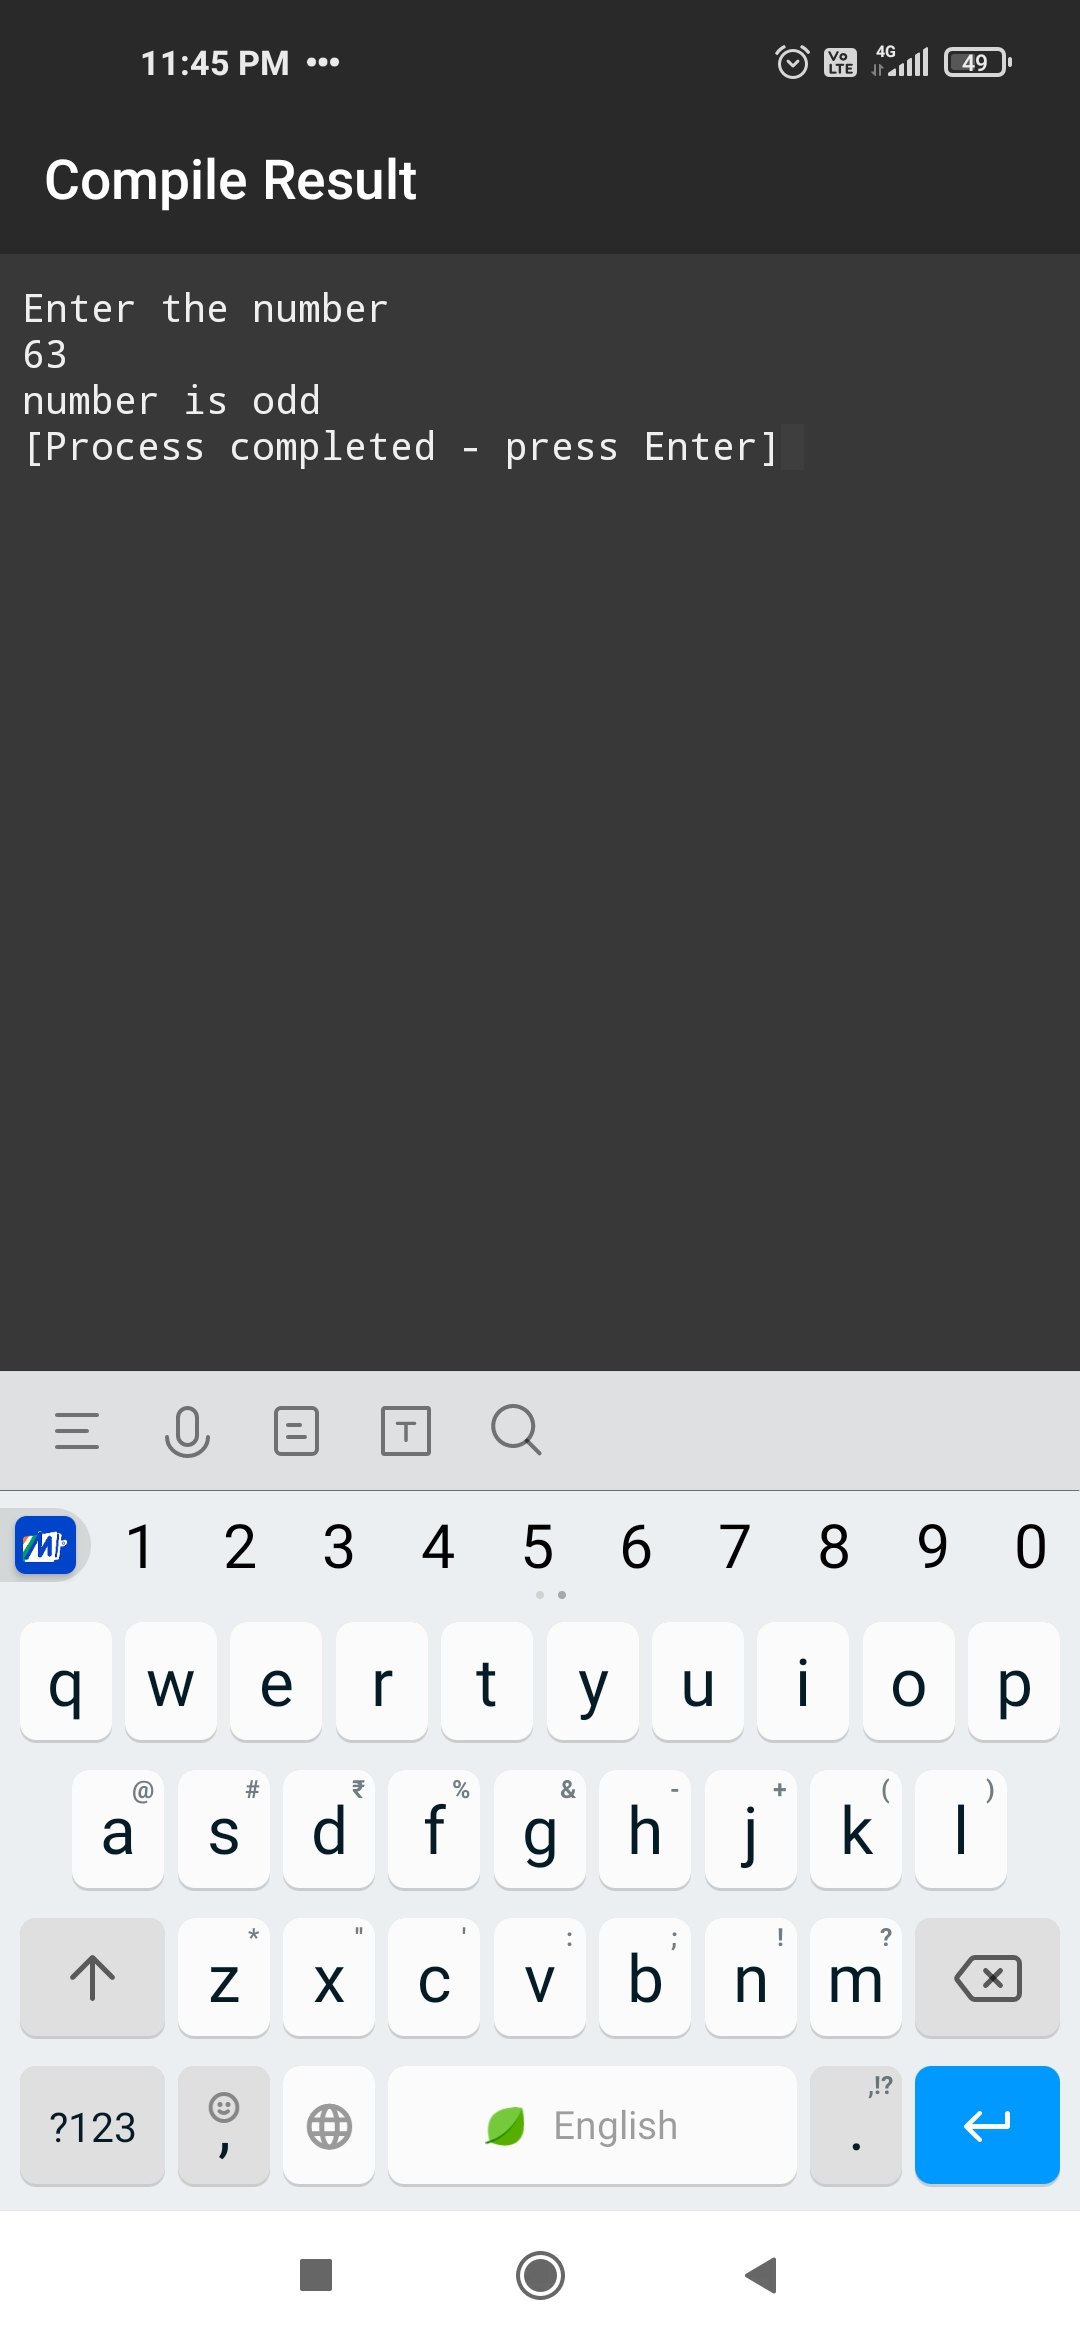 11:45 PM •••
Vo LTE 4G 49
Compile Result
Enter the number
63
number is odd
[Process completed - press Enter]
T
1 2 3 4 5 6 7 8 9 0
q w e r t y u i o p
@ # ₹ % & - + ( )
a s d f g h j k l
* " ' : ; ! ?
z x c v b n m
,!?
?123 , English .